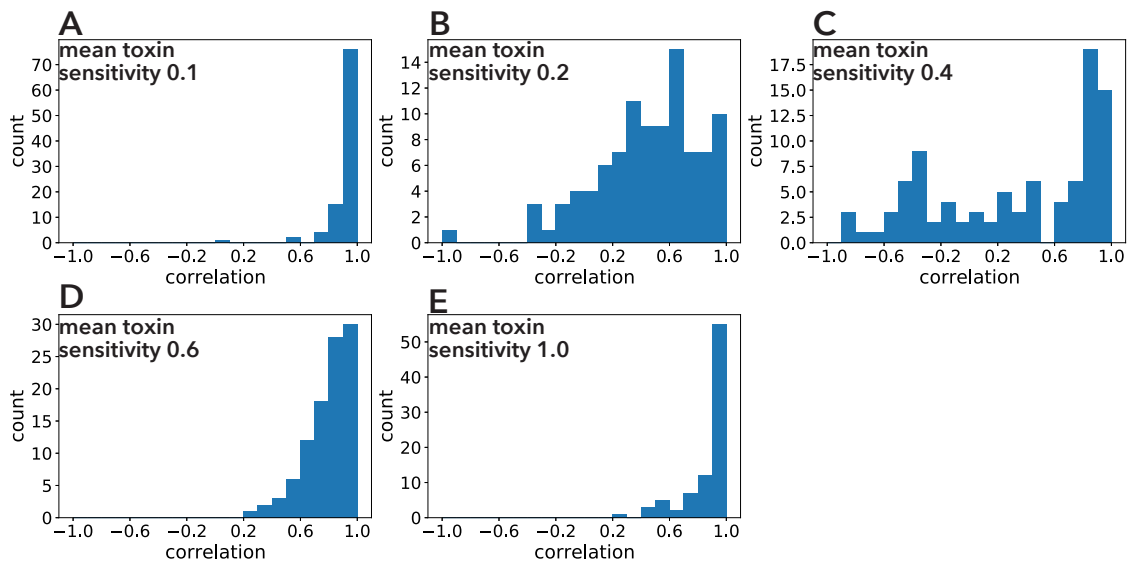 A
mean toxin
sensitivity 0.1
70
60
50
40
30
20
10
0
count
−1.0 −0.6 −0.2 0.2 0.6 1.0
correlation
B
mean toxin
sensitivity 0.2
14
12
10
8
6
4
2
0
count
−1.0 −0.6 −0.2 0.2 0.6 1.0
correlation
C
mean toxin
sensitivity 0.4
17.5
15.0
12.5
10.0
7.5
5.0
2.5
0.0
count
−1.0 −0.6 −0.2 0.2 0.6 1.0
correlation
D
mean toxin
sensitivity 0.6
30
25
20
15
10
5
0
count
−1.0 −0.6 −0.2 0.2 0.6 1.0
correlation
E
mean toxin
sensitivity 1.0
50
40
30
20
10
0
count
−1.0 −0.6 −0.2 0.2 0.6 1.0
correlation